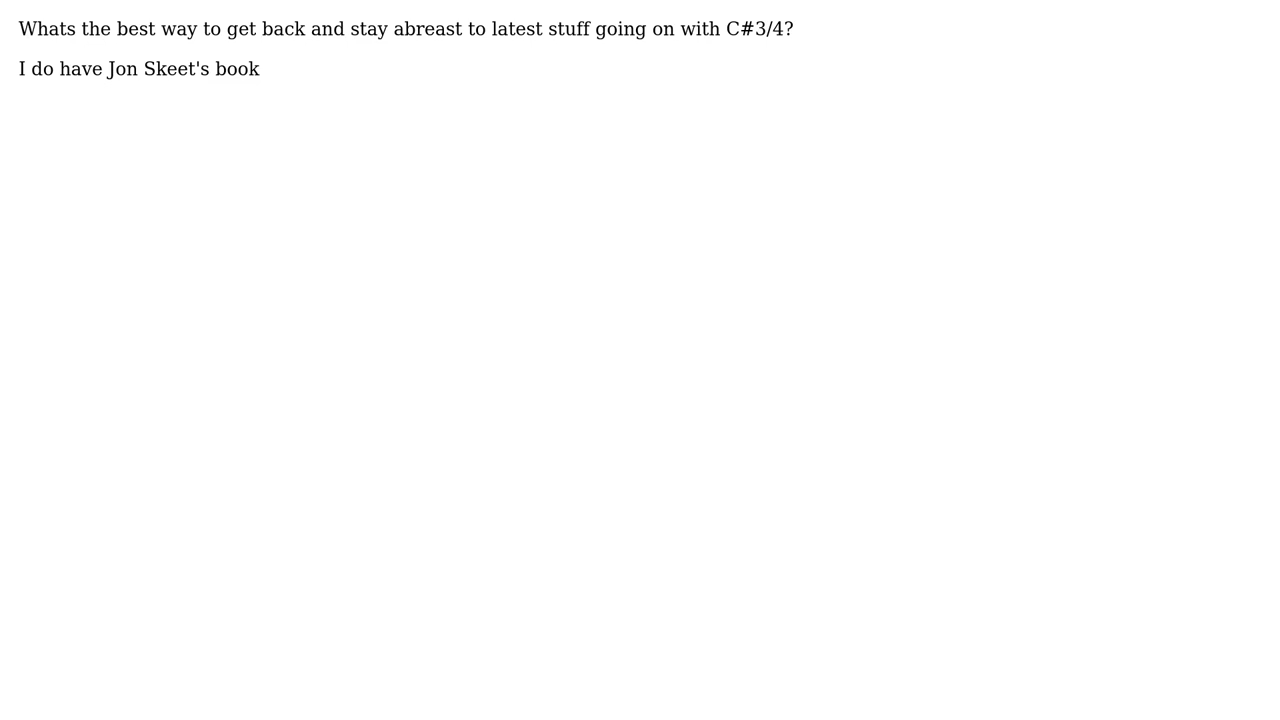 Whats the best way to get back and stay abreast to latest stuff going on with C#3/4?
I do have Jon Skeet's book